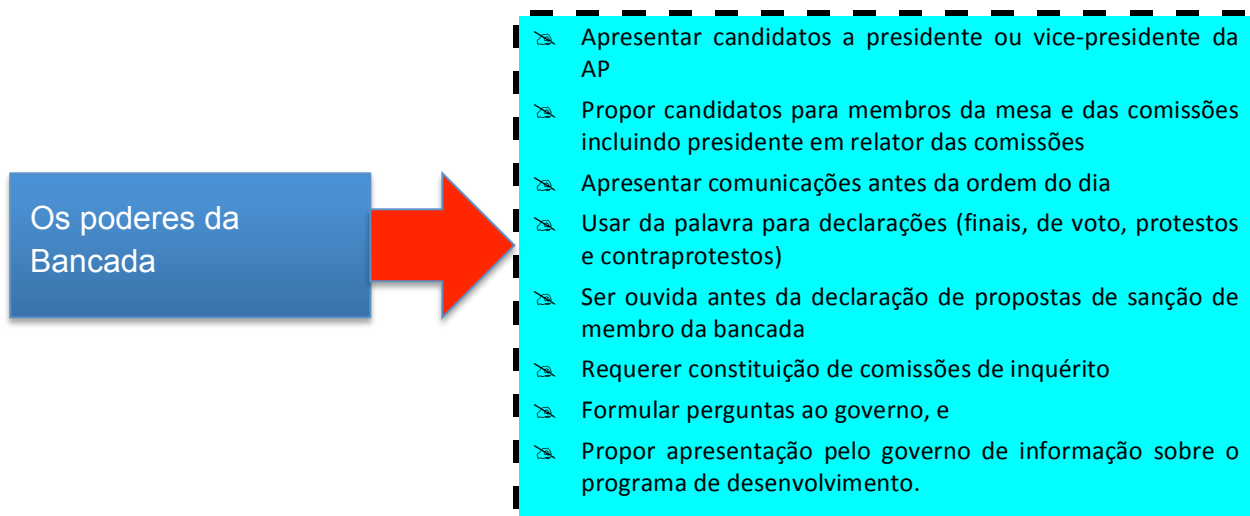 Os poderes da
Bancada
Apresentar candidatos a presidente ou vice-presidente da
AP
Propor candidatos para membros da mesa e das comissões
incluindo presidente em relator das comissões
Apresentar comunicações antes da ordem do dia
Usar da palavra para declarações (finais, de voto, protestos
e contraprotestos)
Ser ouvida antes da declaração de propostas de sanção de
membro da bancada
Requerer constituição de comissões de inquérito
Formular perguntas ao governo, e
Propor apresentação pelo governo de informação sobre o
programa de desenvolvimento.